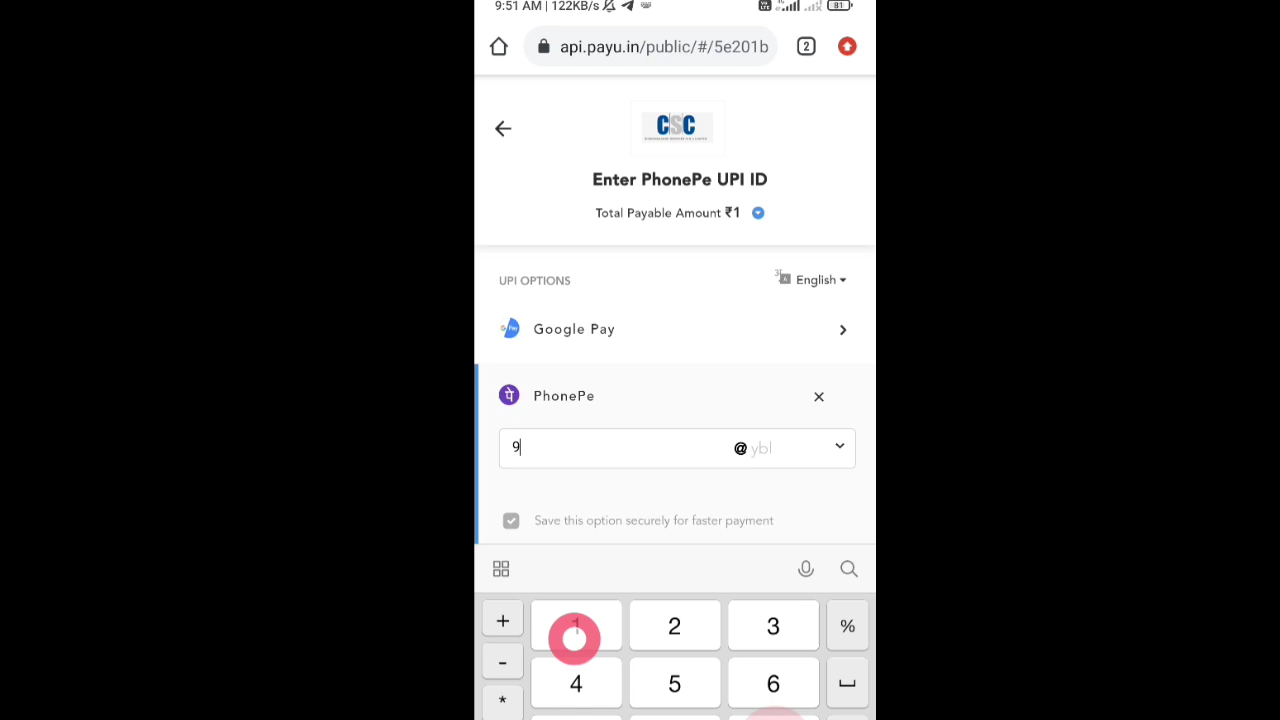 9:51 AM | 122KB/s
81
api.payu.in/public/#/5e201b
2
CSC
Enter PhonePe UPI ID
Total Payable Amount ₹1
UPI OPTIONS
English
Google Pay
पे PhonePe
9 @ ybl
Save this option securely for faster payment
+ 1 2 3 %
- 4 5 6
*